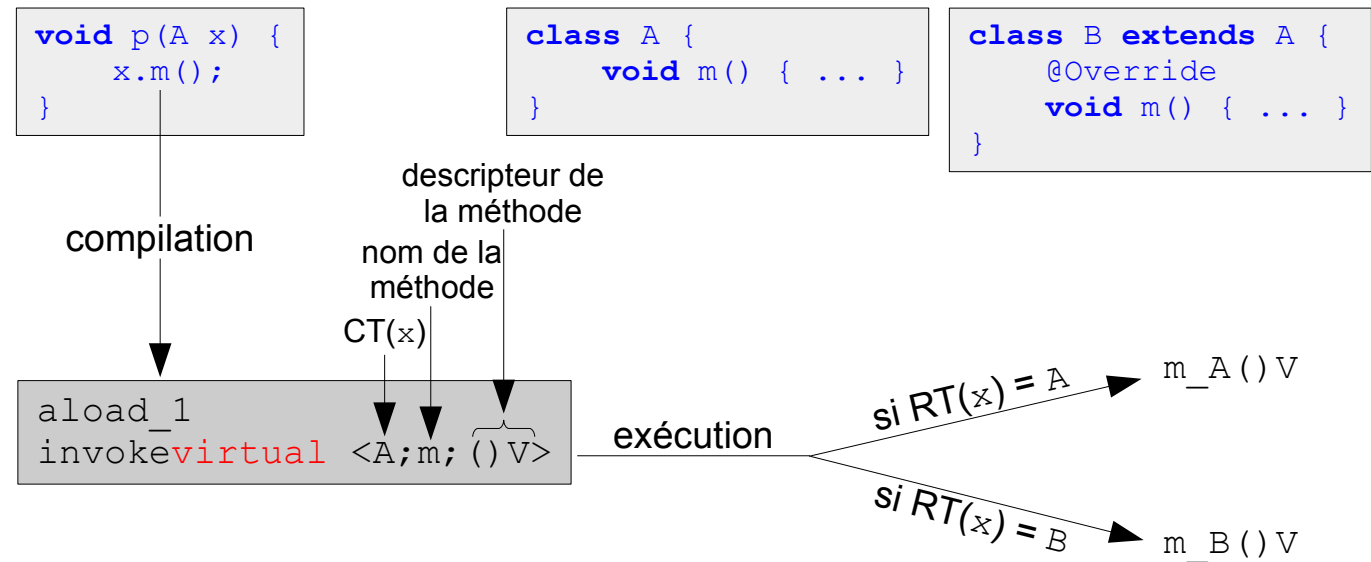 void p(A x) {
    x.m();
}
class A {
    void m() { ... }
}
class B extends A {
    @Override
    void m() { ... }
}
compilation
descripteur de
la méthode
nom de la
méthode
CT(x)
aload_1
invokevirtual <A;m;()V>
exécution
si RT(x) = A
m_A()V
si RT(x) = B
m_B()V